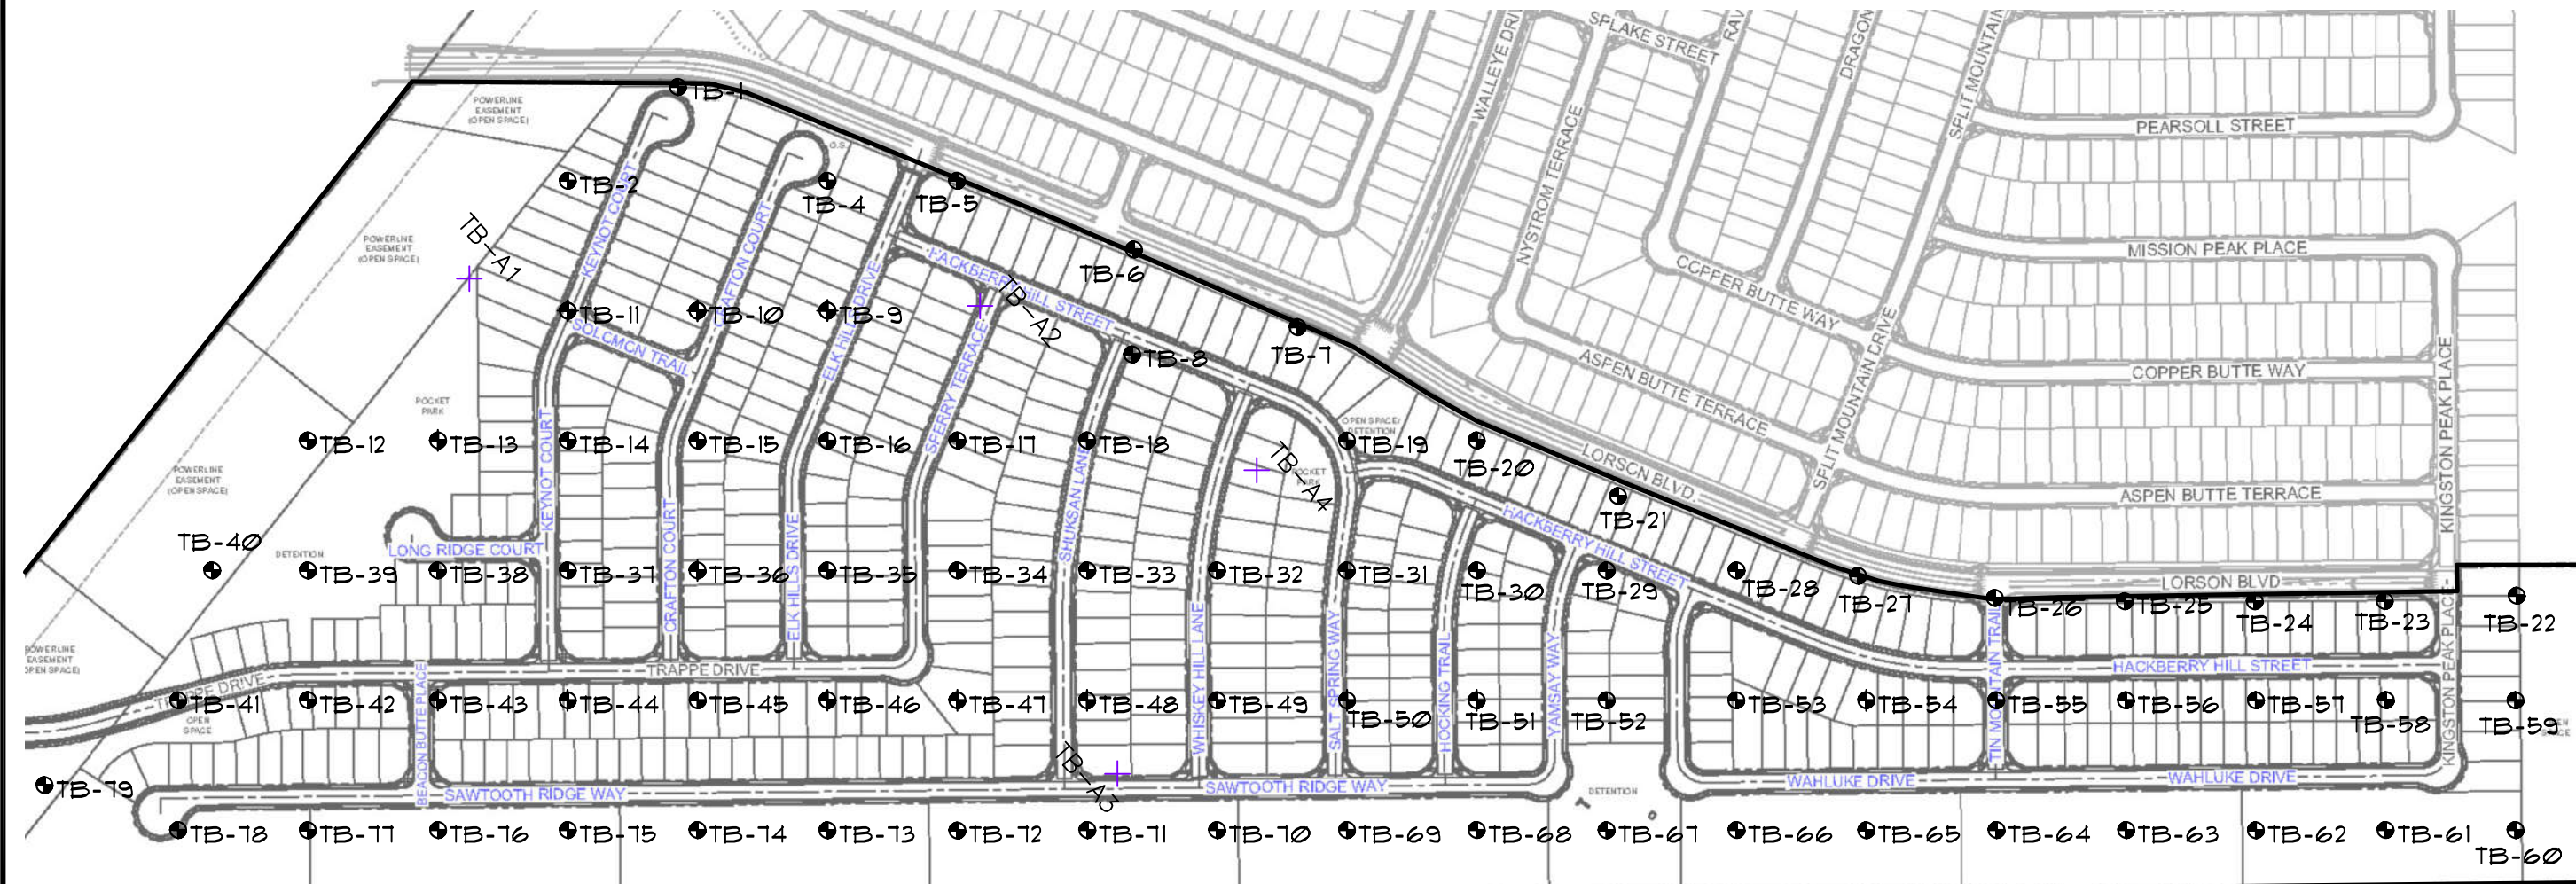 SPLAKE STREET
WALLEYE DRI
RAV
DRAGON
SPLIT MOUNTAIN
POWERLINE
EASEMENT
(OPEN SPACE)
TB-1
PEARSOLL STREET
O.S.
NYSTROM TERRACE
TB-2
KEYNOT COURT
TB-4
CRAFTON COURT
TB-5
POWERLINE
EASEMENT
(OPEN SPACE)
TB-A1
HACKBERRY HILL STREET
TB-6
MISSION PEAK PLACE
COPPER BUTTE WAY
TB-11
TB-10
TB-9
ELK HILLS DRIVE
TB-A2
TB-7
SOLOMON TRAIL
TB-8
SFERRY TERRACE
ASPEN BUTTE TERRACE
SPLIT MOUNTAIN DRIVE
COPPER BUTTE WAY
KINGSTON PEAK PLACE
POCKET
PARK
OPEN SPACE/
DETENTION
TB-12
TB-13
TB-14
TB-15
TB-16
TB-17
TB-18
TB-19
TB-20
POWERLINE
EASEMENT
(OPEN SPACE)
KEYNOT COURT
TB-A4
POCKET
PARK
LORSON BLVD.
TB-21
ASPEN BUTTE TERRACE
TB-40
DETENTION
LONG RIDGE COURT
CRAFTON COURT
ELK HILLS DRIVE
SHUKSAN LANE
HACKBERRY HILL STREET
TB-39
TB-38
TB-37
TB-36
TB-35
TB-34
TB-33
TB-32
TB-31
TB-30
TB-29
TB-28
TB-27
LORSON BLVD
TB-26
TB-25
TB-24
TB-23
TB-22
POWERLINE
EASEMENT
OPEN SPACE)
TRAPPE DRIVE
WHISKEY HILL LANE
SALT SPRING WAY
HOCKING TRAIL
YAMSAY WAY
TIN MOUNTAIN TRAIL
HACKBERRY HILL STREET
KINGSTON PEAK PLACE
TB-41
TB-42
BEACON BUTTE PLACE
TB-43
TB-44
TB-45
TB-46
TB-47
TB-48
TB-49
TB-50
TB-51
TB-52
TB-53
TB-54
TB-55
TB-56
TB-57
TB-58
TB-59
OPEN
SPACE
TB-79
SAWTOOTH RIDGE WAY
TB-A3
SAWTOOTH RIDGE WAY
DETENTION
WAHLUKE DRIVE
WAHLUKE DRIVE
TB-78
TB-77
TB-76
TB-75
TB-74
TB-73
TB-72
TB-71
TB-70
TB-69
TB-68
TB-67
TB-66
TB-65
TB-64
TB-63
TB-62
TB-61
TB-60